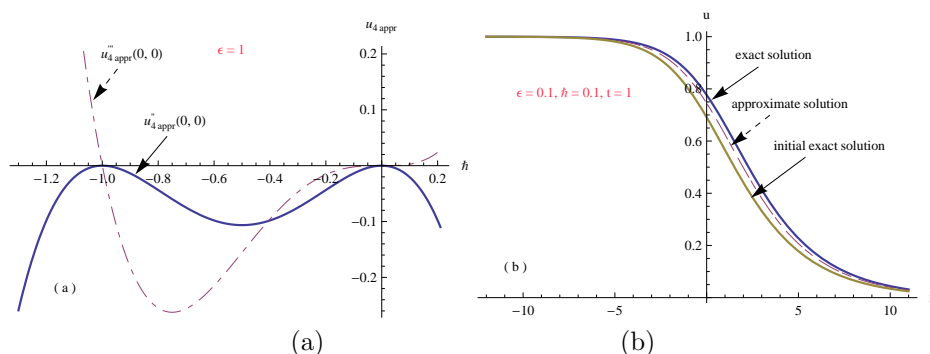 u4 appr
0.2
ϵ = 1
u'''4 appr(0, 0)
0.1
u''4 appr(0, 0)
−1.2 −1.0 −0.8 −0.6 −0.4 −0.2 0.2 ħ
−0.1
−0.2
( a )
(a)
u
1.0
exact solution
0.8
ϵ = 0.1, ħ = 0.1, t = 1
approximate solution
0.6
initial exact solution
0.4
0.2
( b )
−10 −5 5 10
(b)